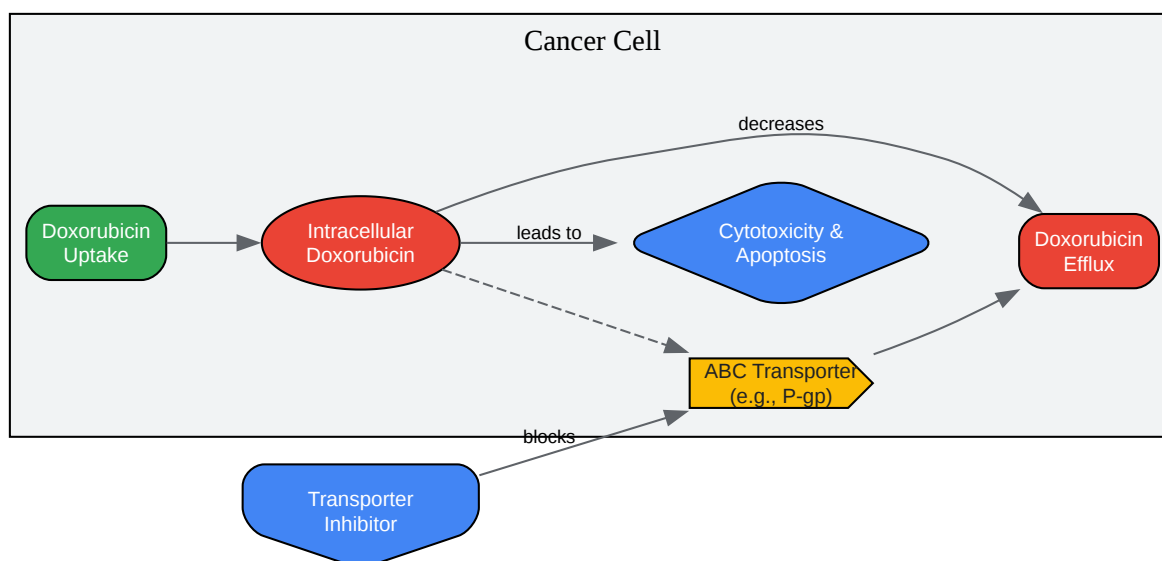 Cancer Cell
decreases
Doxorubicin
Uptake
Intracellular
Doxorubicin
leads to
Cytotoxicity &
Apoptosis
Doxorubicin
Efflux
ABC Transporter
(e.g., P-gp)
blocks
Transporter
Inhibitor